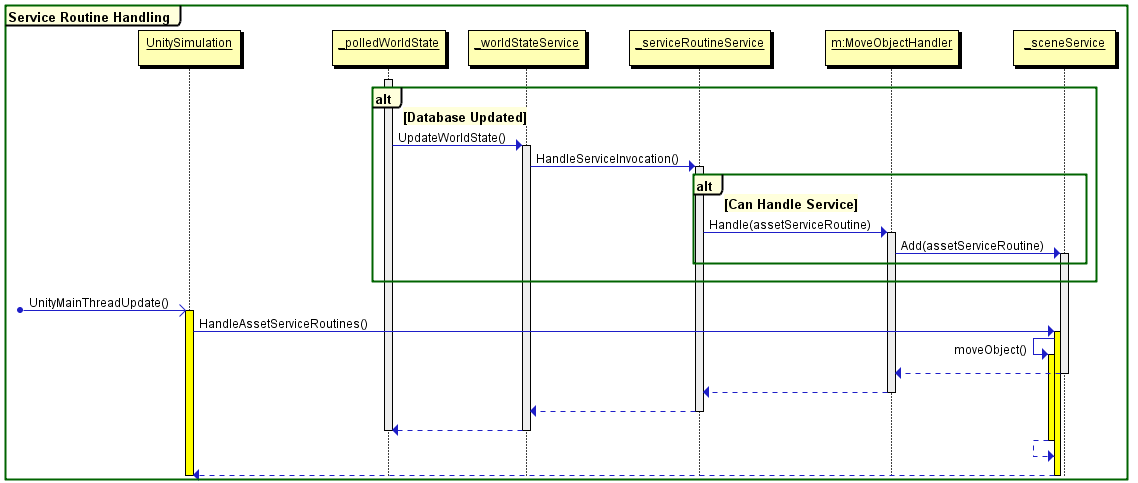 Service Routine Handling
UnitySimulation
_polledWorldState
_worldStateService
_serviceRoutineService
m:MoveObjectHandler
_sceneService
alt
[Database Updated]
UpdateWorldState()
HandleServiceInvocation()
alt
[Can Handle Service]
Handle(assetServiceRoutine)
Add(assetServiceRoutine)
UnityMainThreadUpdate()
HandleAssetServiceRoutines()
moveObject()